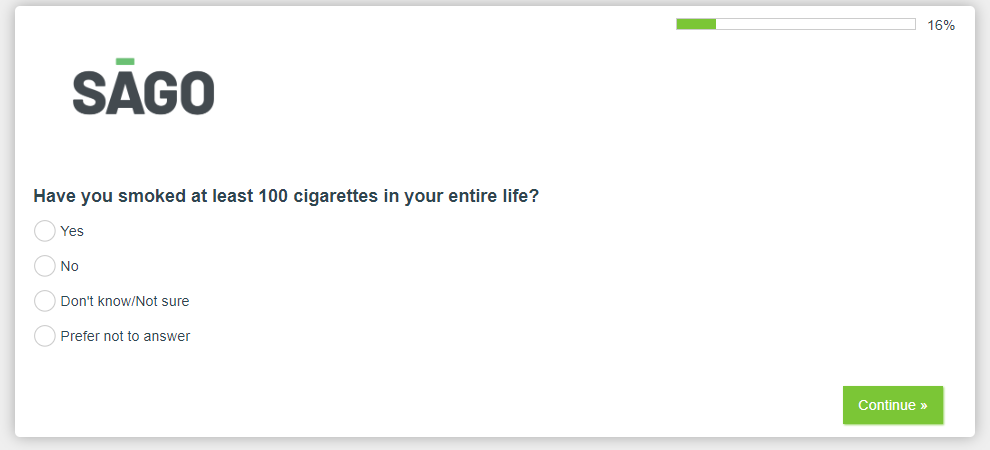 16%
SĀGO
Have you smoked at least 100 cigarettes in your entire life?
Yes
No
Don't know/Not sure
Prefer not to answer
Continue »